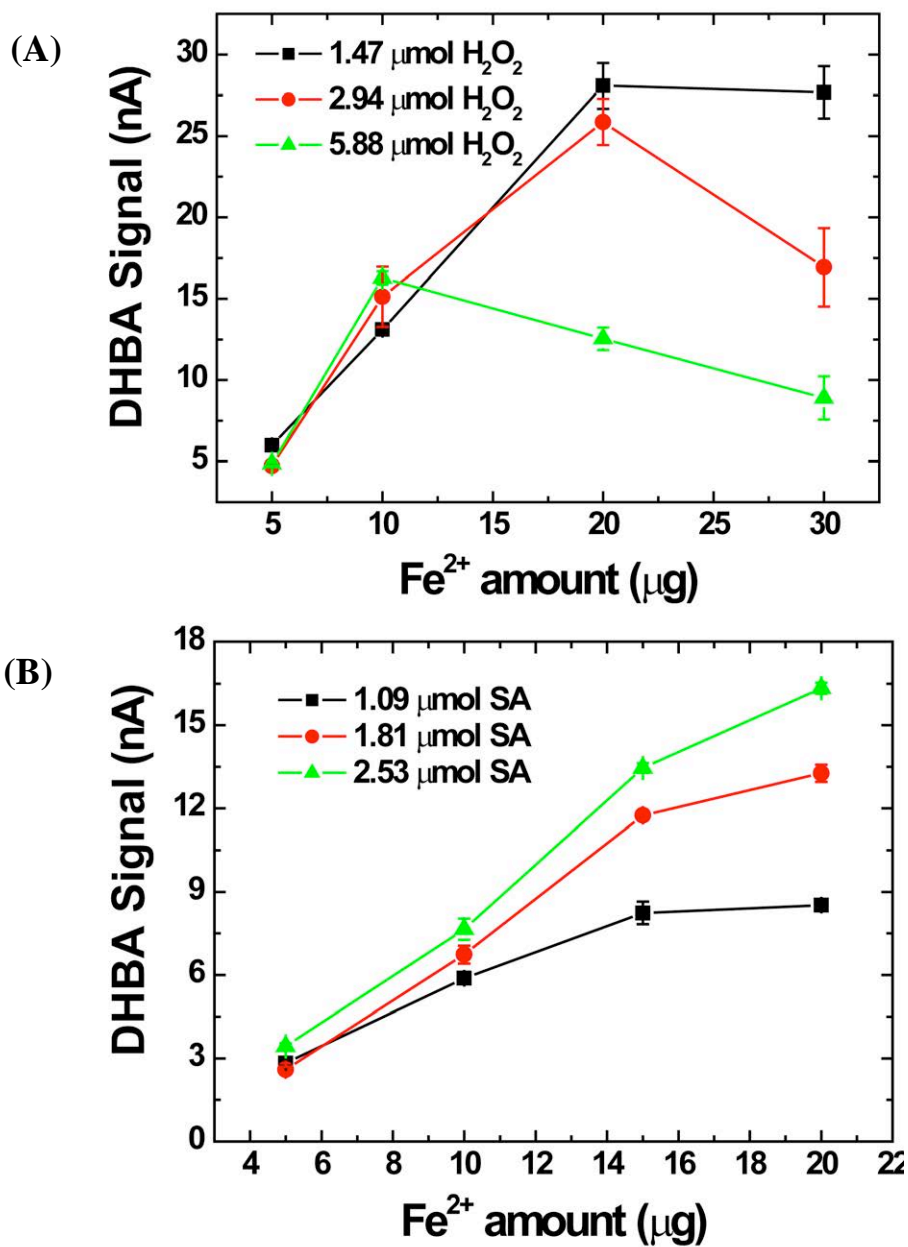 (A)
1.47 μmol H₂O₂
2.94 μmol H₂O₂
5.88 μmol H₂O₂
DHBA Signal (nA)
30
25
20
15
10
5
5 10 15 20 25 30
Fe²⁺ amount (μg)
(B)
1.09 μmol SA
1.81 μmol SA
2.53 μmol SA
DHBA Signal (nA)
18
15
12
9
6
3
0
4 6 8 10 12 14 16 18 20 22
Fe²⁺ amount (μg)